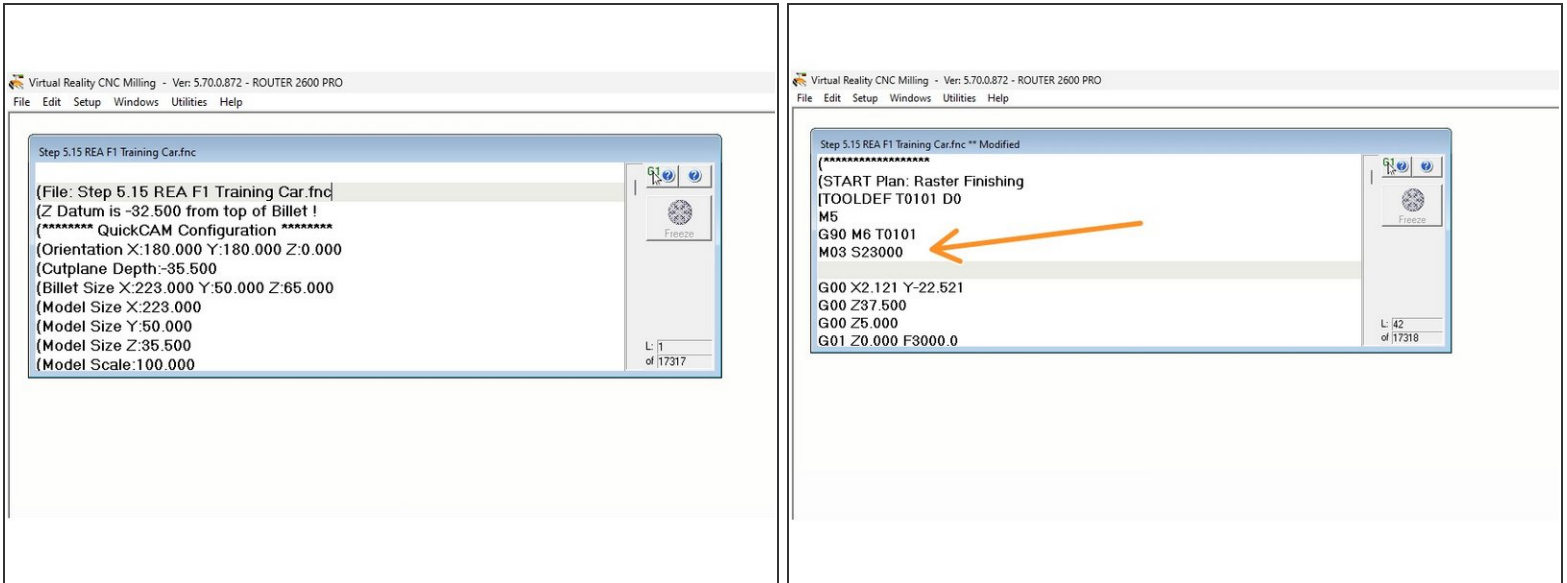 Virtual Reality CNC Milling - Ver: 5.70.0.872 - ROUTER 2600 PRO
File Edit Setup Windows Utilities Help
Step 5.15 REA F1 Training Car.fnc
(File: Step 5.15 REA F1 Training Car.fnc
(Z Datum is -32.500 from top of Billet !
(******** QuickCAM Configuration ********
(Orientation X:180.000 Y:180.000 Z:0.000
(Cutplane Depth:-35.500
(Billet Size X:223.000 Y:50.000 Z:65.000
(Model Size X:223.000
(Model Size Y:50.000
(Model Size Z:35.500
(Model Scale:100.000
G1
Freeze
L: 1
of 17317
Virtual Reality CNC Milling - Ver: 5.70.0.872 - ROUTER 2600 PRO
File Edit Setup Windows Utilities Help
Step 5.15 REA F1 Training Car.fnc ** Modified
(******************
(START Plan: Raster Finishing
[TOOLDEF T0101 D0
M5
G90 M6 T0101
M03 S23000
G00 X2.121 Y-22.521
G00 Z37.500
G00 Z5.000
G01 Z0.000 F3000.0
G1
Freeze
L: 42
of 17318